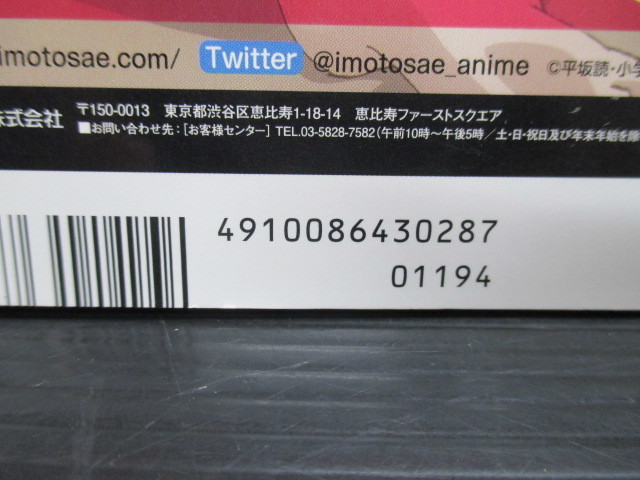 imotosae.com/ Twitter @imotosae_anime ©平坂読・小学
株式会社 〒150-0013 東京都渋谷区恵比寿1-18-14 恵比寿ファーストスクエア
■お問い合わせ先：[お客様センター] TEL.03-5828-7582（午前10時〜午後5時／土・日・祝日及び年末年始を除
4910086430287
01194